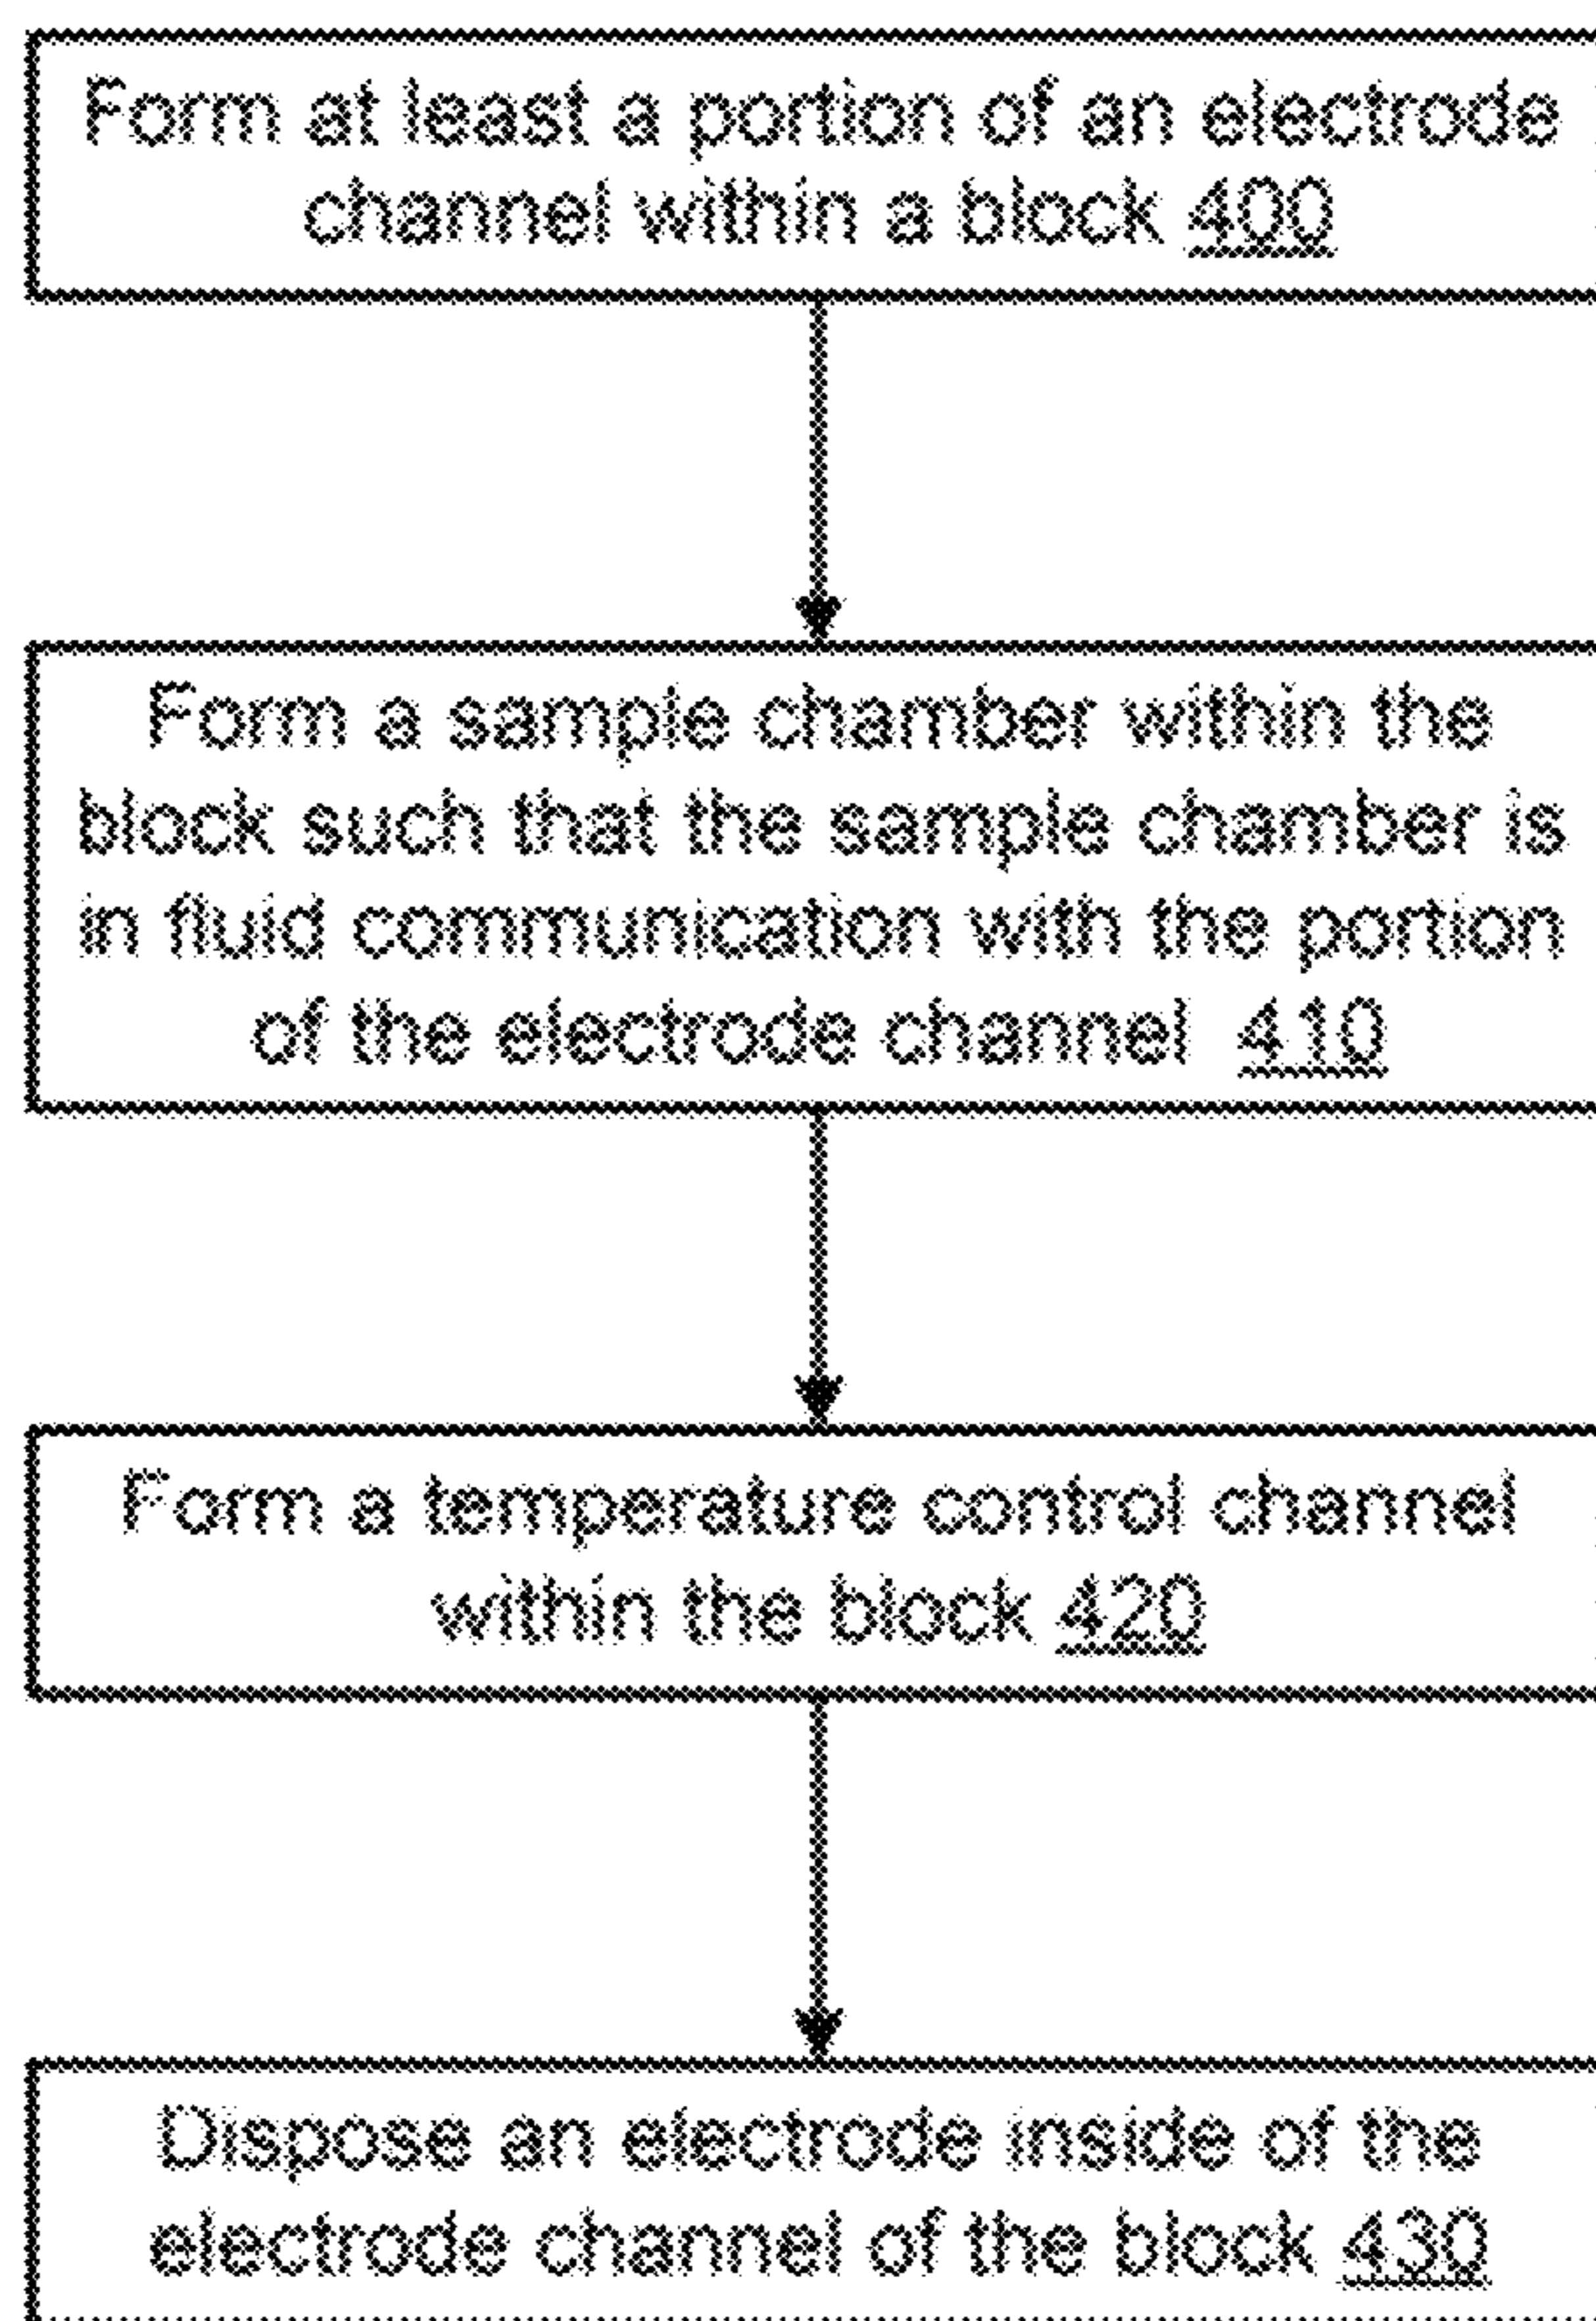 Form at least a portion of an electrode
channel within a block 400
Form a sample chamber within the
block such that the sample chamber is
in fluid communication with the portion
of the electrode channel 410
Form a temperature control channel
within the block 420
Dispose an electrode inside of the
electrode channel of the block 430